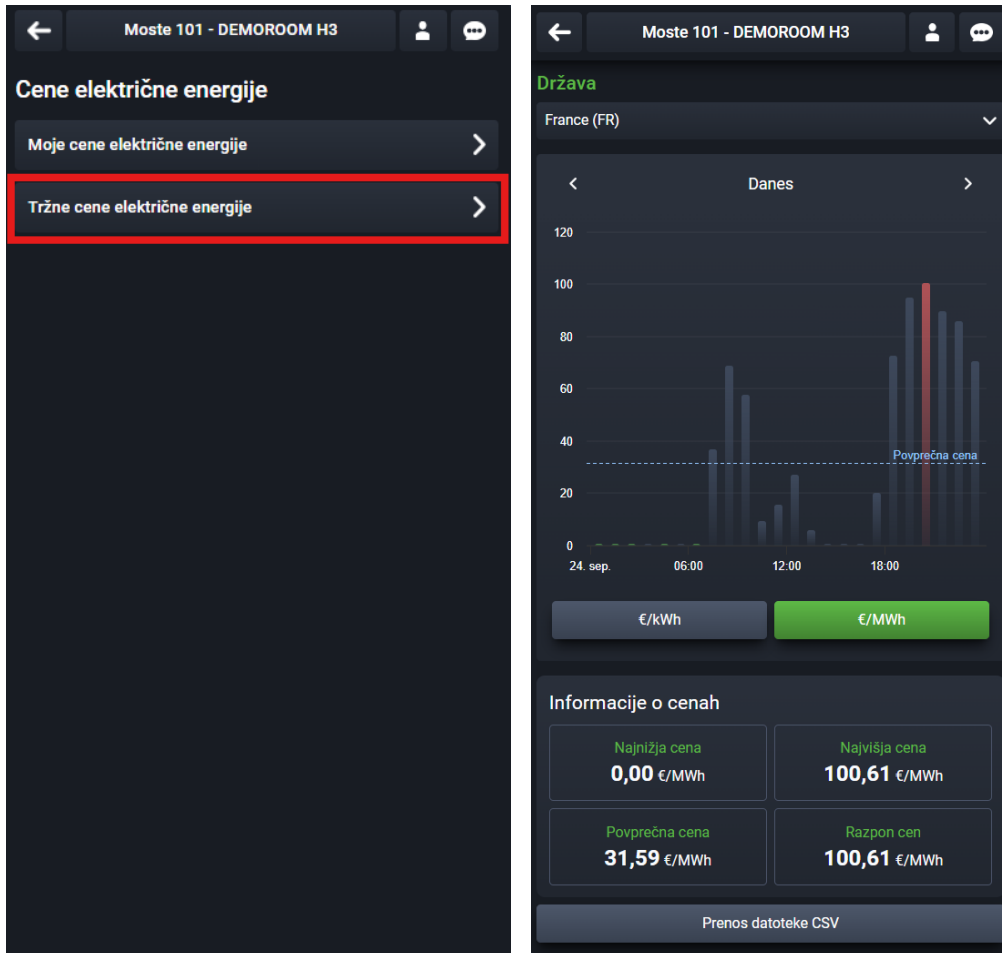 Moste 101 - DEMOROOM H3
Cene električne energije
Moje cene električne energije
Tržne cene električne energije
Moste 101 - DEMOROOM H3
Država
France (FR)
Danes
120
100
80
60
40
Povprečna cena
20
0
24. sep.
06:00
12:00
18:00
€/kWh
€/MWh
Informacije o cenah
Najnižja cena
0,00 €/MWh
Najvišja cena
100,61 €/MWh
Povprečna cena
31,59 €/MWh
Razpon cen
100,61 €/MWh
Prenos datoteke CSV